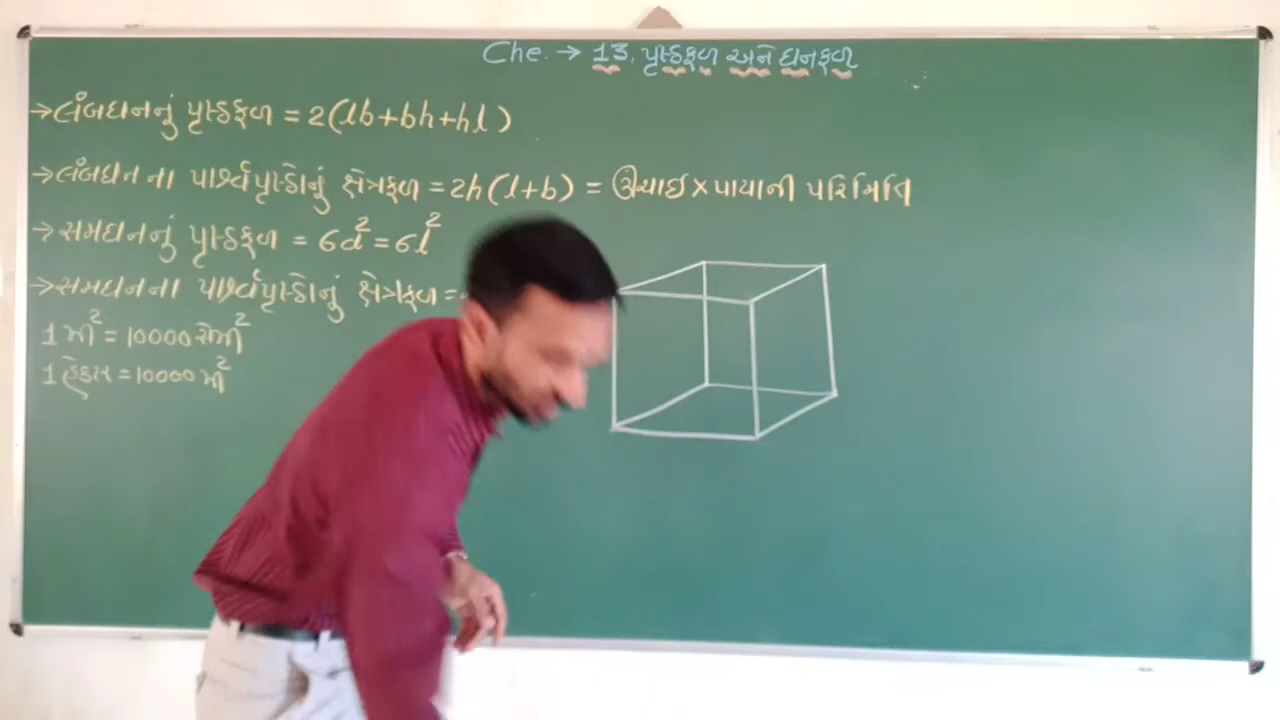 Che. → 13. પૃષ્ઠફળ અને ઘનફળ
→લંબઘનનું પૃષ્ઠફળ = 2(lb+bh+hl)
→લંબઘન ના પાર્શ્વપૃષ્ઠોનું ક્ષેત્રફળ = 2h(l+b) = ઊંચાઈ × પાયાની પરિમિતિ
→સમઘનનું પૃષ્ઠફળ = 6a² = 6l²
→સમઘનના પાર્શ્વપૃષ્ઠોનું ક્ષેત્રફળ =
1 મી² = 10000 સેમી²
1 હેક્ટર = 10000 મી²